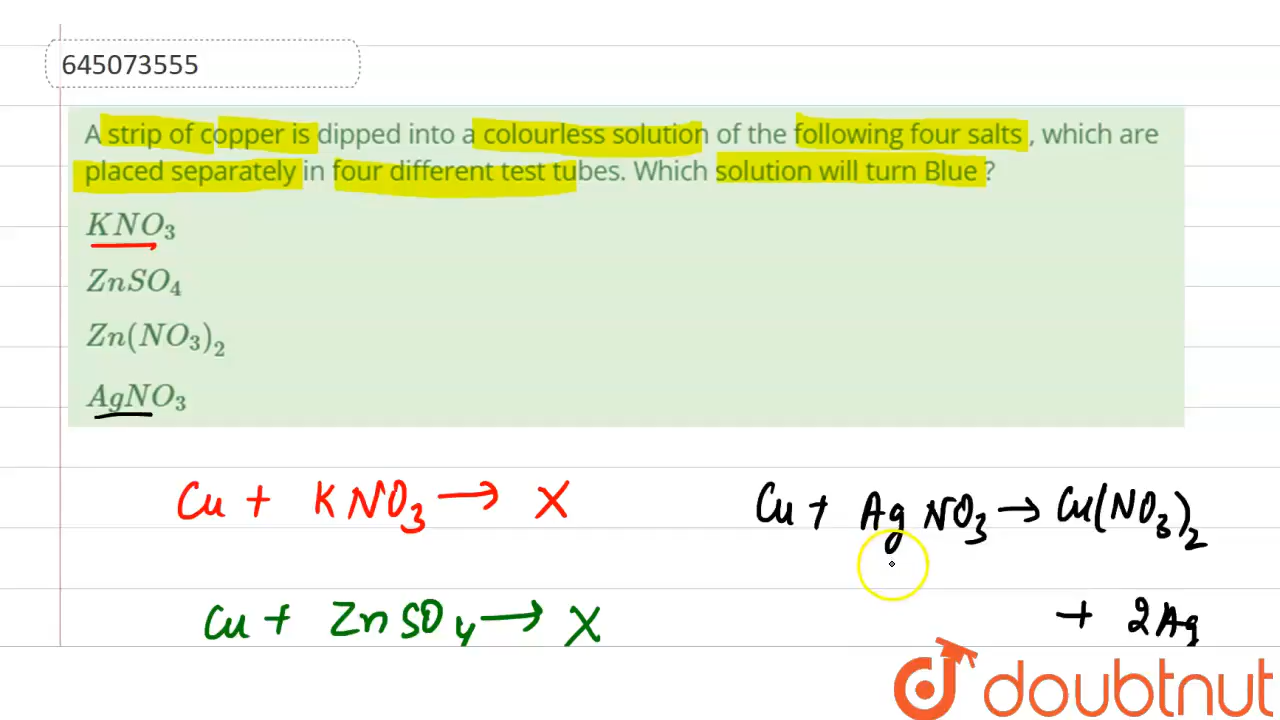 645073555
A strip of copper is dipped into a colourless solution of the following four salts , which are
placed separately in four different test tubes. Which solution will turn Blue ?
KNO₃
ZnSO₄
Zn(NO₃)₂
AgNO₃
Cu + KNO₃ → X
Cu + AgNO₃ → Cu(NO₃)₂
+ 2Ag
Cu + ZnSO₄ → X
doubtnut